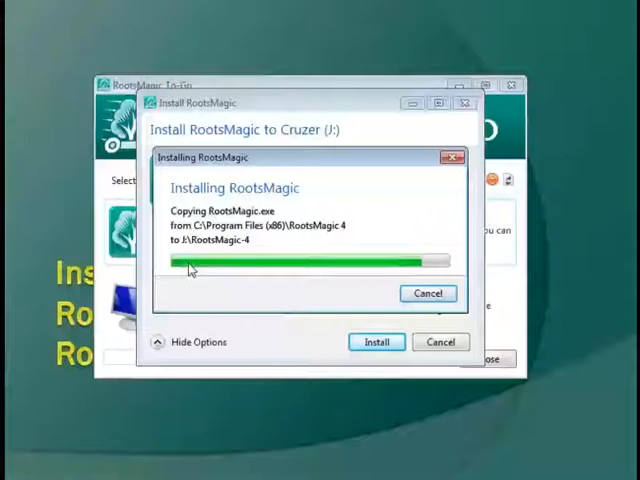 RootsMagic To-Go
Install RootsMagic
Install RootsMagic to Cruzer (J:)
O
Installing RootsMagic
Select
Installing RootsMagic
Copying RootsMagic.exe
from C:\Program Files (x86)\RootsMagic 4
to J:\RootsMagic-4
can
Ins
Ro
Ro
Cancel
Hide Options
Install
Cancel
ose